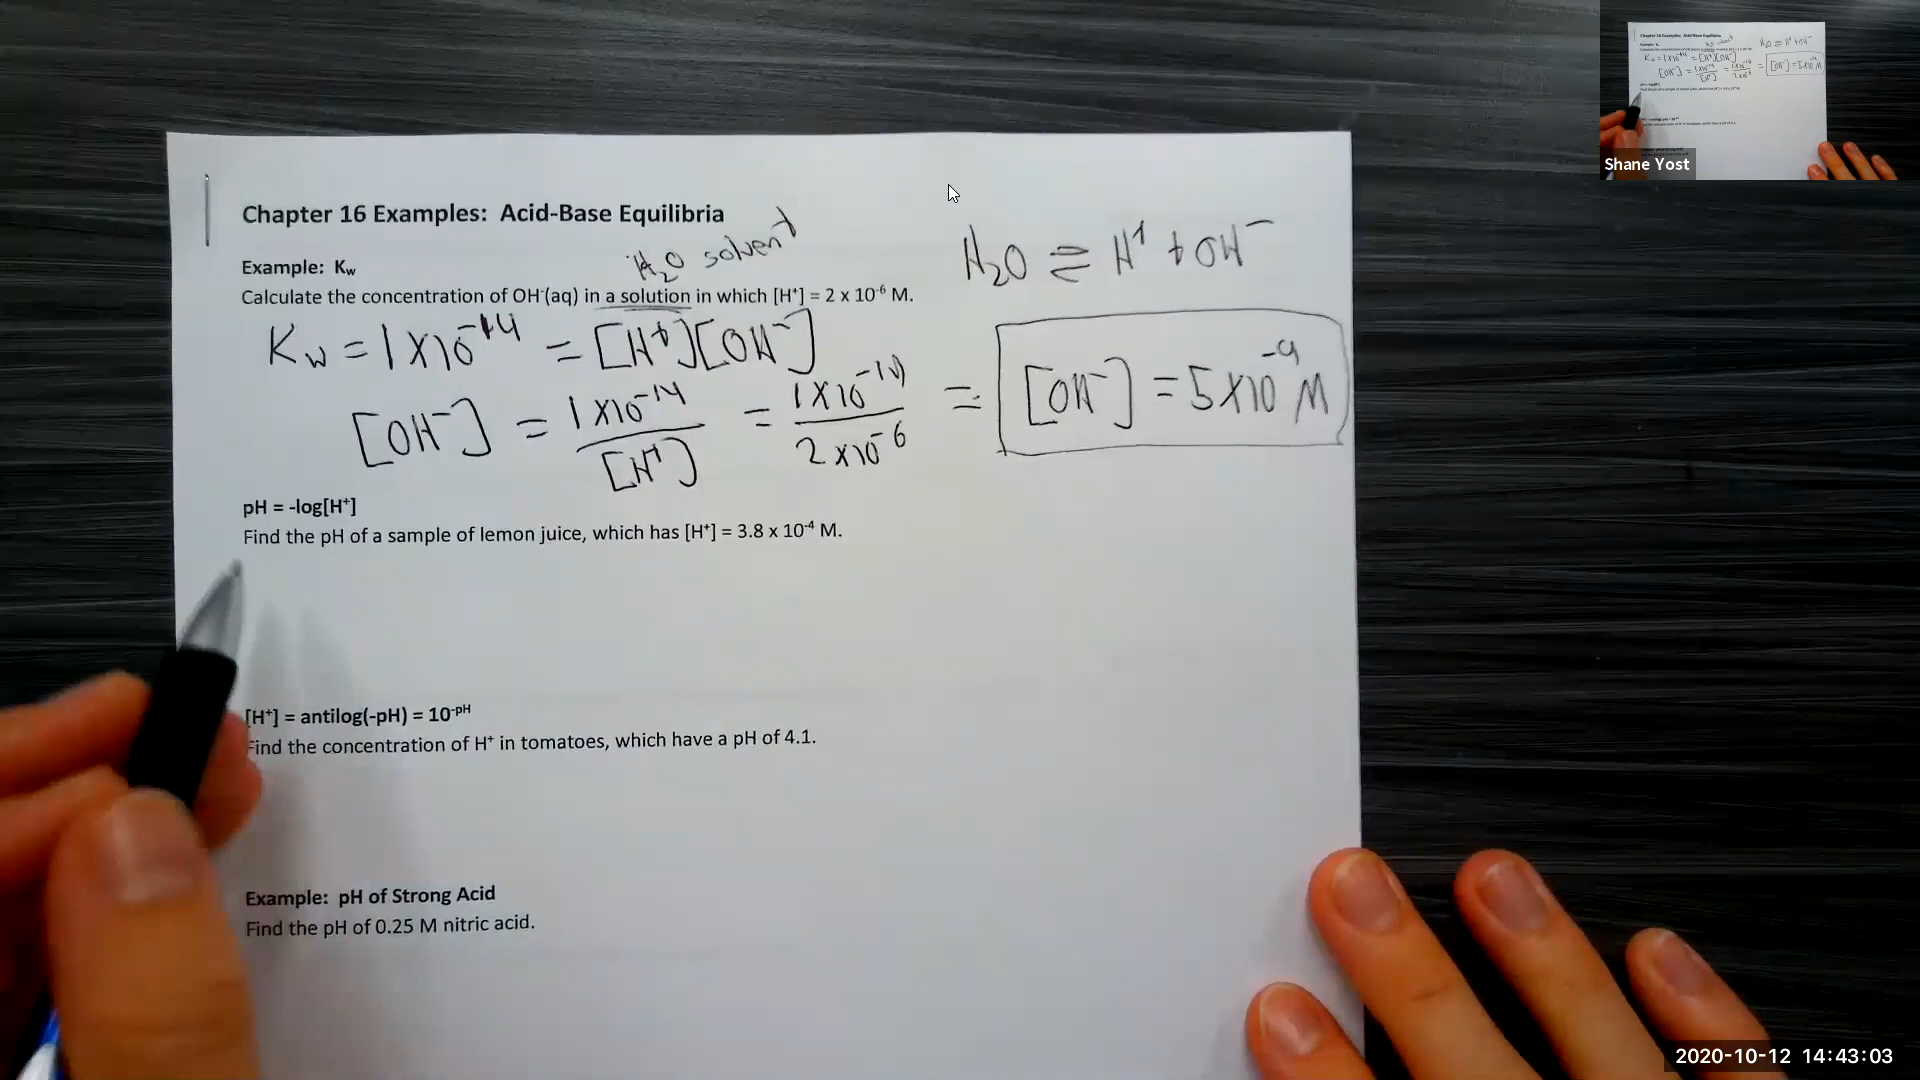 Chapter 16 Examples: Acid-Base Equilibria
Example: Kw
H2O solvent
H2O ⇌ H+ + OH-
Calculate the concentration of OH-(aq) in a solution in which [H+] = 2 x 10-6 M.
Kw = 1 x 10-14 = [H+][OH-]
[OH-] = 1 x 10-14 / [H+] = 1 x 10-14 / 2 x 10-6 = [OH-] = 5 x 10-9 M
pH = -log[H+]
Find the pH of a sample of lemon juice, which has [H+] = 3.8 x 10-4 M.
[H+] = antilog(-pH) = 10-pH
Find the concentration of H+ in tomatoes, which have a pH of 4.1.
Example: pH of Strong Acid
Find the pH of 0.25 M nitric acid.
Shane Yost
2020-10-12 14:43:03